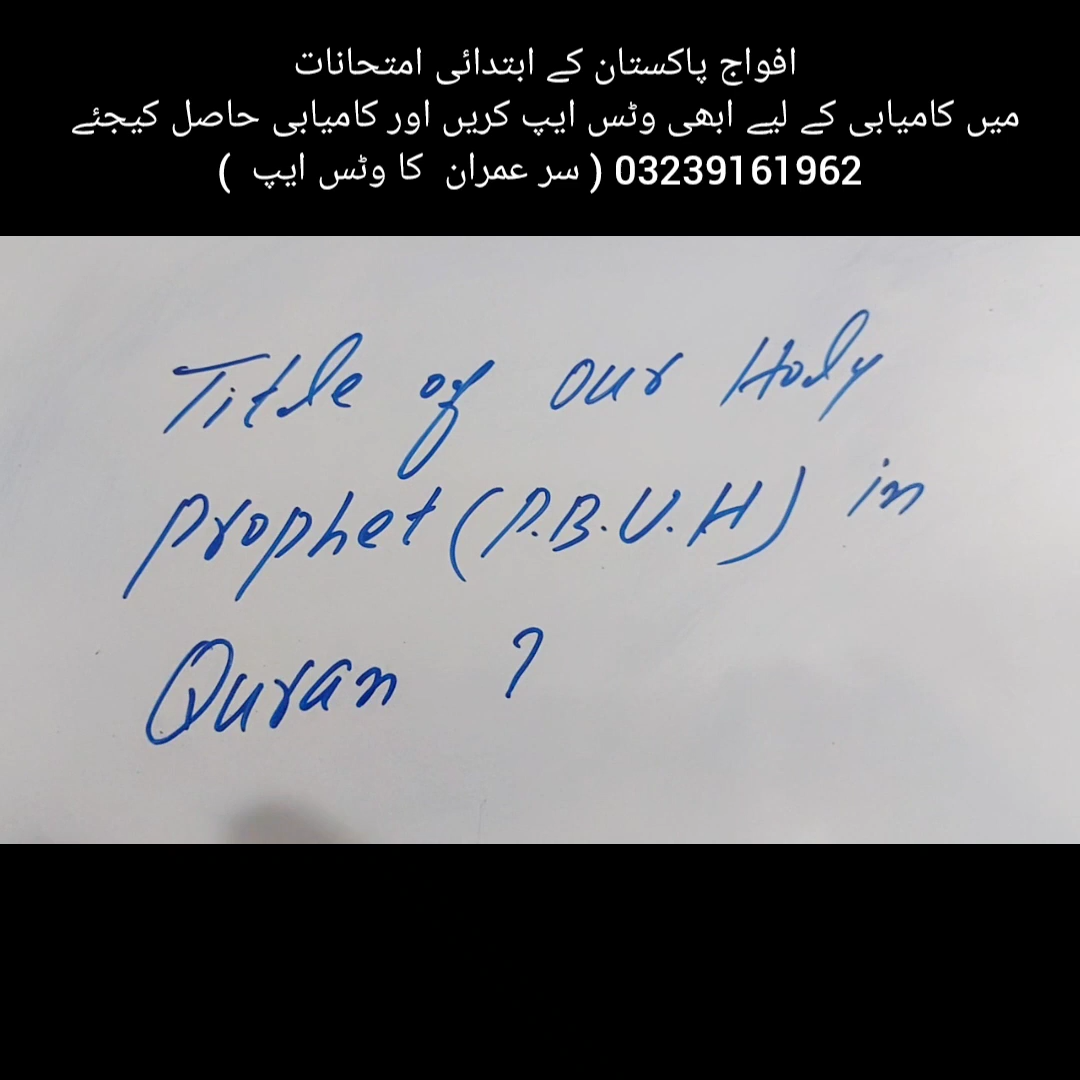 افواج پاکستان کے ابتدائی امتحانات
میں کامیابی کے لیے ابھی وٹس ایپ کریں اور کامیابی حاصل کیجئے
03239161962 ( سر عمران کا وٹس ایپ )
Title of our Holy
prophet (P.B.U.H) in
Quran ?